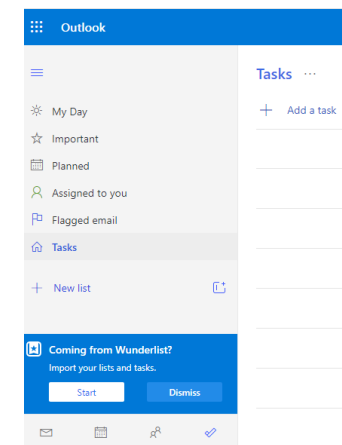 Outlook
Tasks ...
My Day
Add a task
Important
Planned
Assigned to you
Flagged email
Tasks
New list
Coming from Wunderlist?
Import your lists and tasks.
Start Dismiss